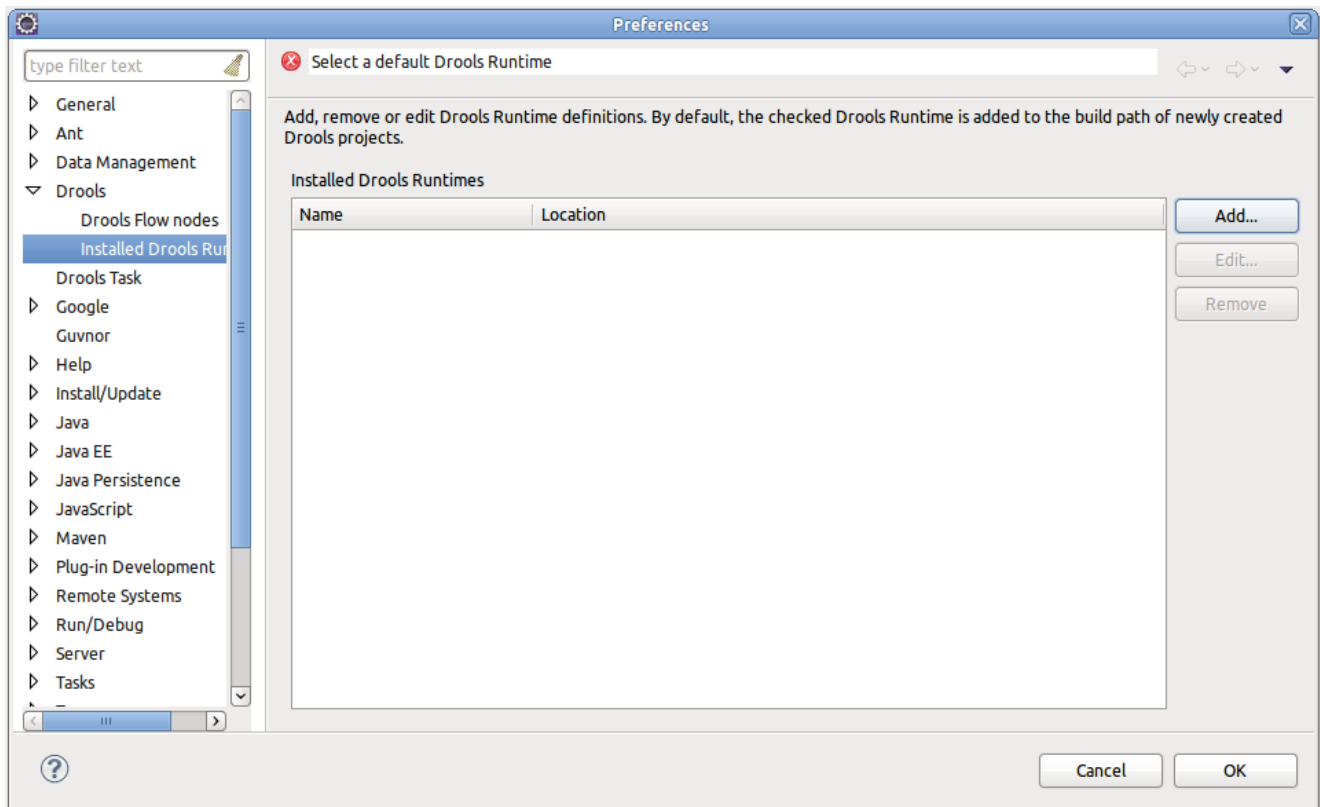 Preferences
type filter text
Select a default Drools Runtime
General
Ant
Data Management
Drools
Drools Flow nodes
Installed Drools Rur
Drools Task
Google
Guvnor
Help
Install/Update
Java
Java EE
Java Persistence
JavaScript
Maven
Plug-in Development
Remote Systems
Run/Debug
Server
Tasks
Add, remove or edit Drools Runtime definitions. By default, the checked Drools Runtime is added to the build path of newly created
Drools projects.
Installed Drools Runtimes
Name Location
Add...
Edit...
Remove
Cancel OK